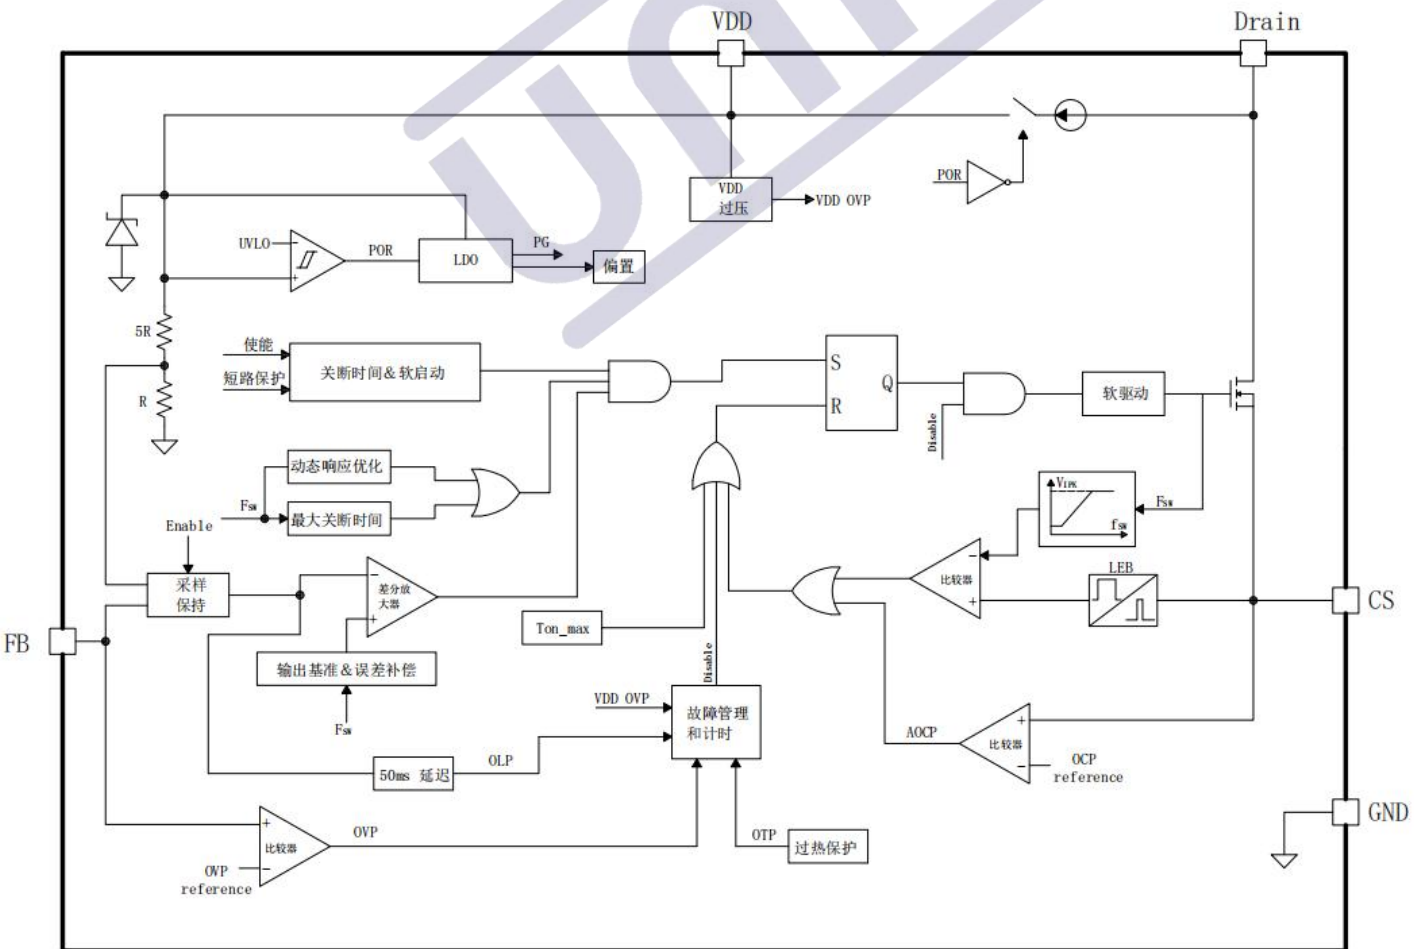 VDD
Drain
POR
VDD
过压
VDD OVP
UVLO
−
+
POR
LDO
PG
偏置
5R
R
使能
短路保护
关断时间&软启动
S
R
Q
Disable
软驱动
动态响应优化
Fsw
最大关断时间
VIPK
fsw
Fsw
Enable
采样
保持
−
+
差分放
大器
−
+
比较器
LEB
CS
FB
Ton_max
输出基准&误差补偿
Fsw
Disable
VDD OVP
故障管理
和计时
AOCP
+
−
比较器
OCP
reference
50ms 延迟
OLP
GND
+
−
比较器
OVP
OVP
reference
OTP
过热保护